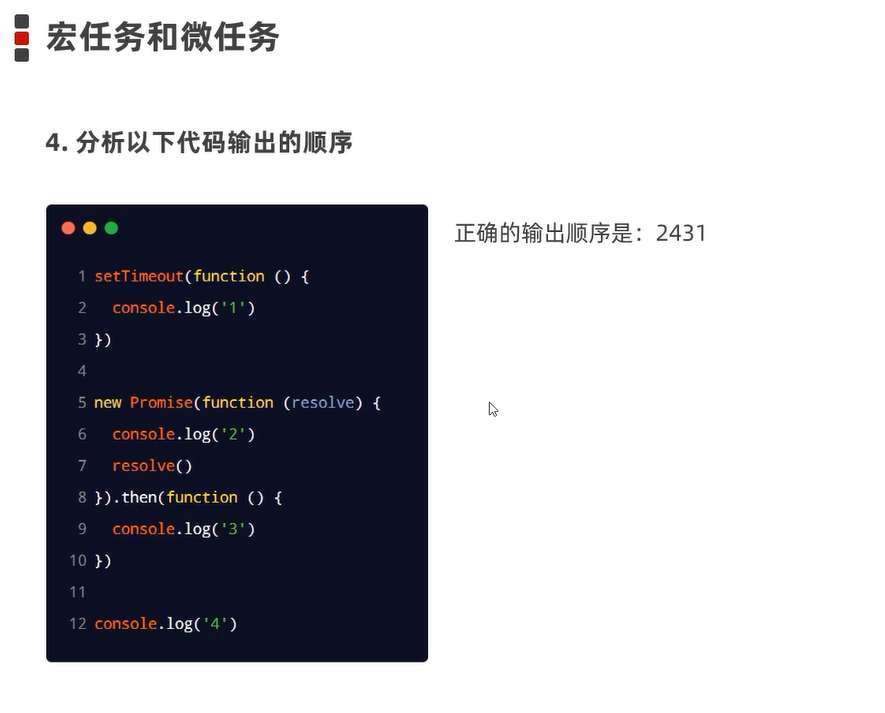 宏任务和微任务
4. 分析以下代码输出的顺序
正确的输出顺序是：2431
1 setTimeout(function () {
2   console.log('1')
3 })
4
5 new Promise(function (resolve) {
6   console.log('2')
7   resolve()
8 }).then(function () {
9   console.log('3')
10 })
11
12 console.log('4')